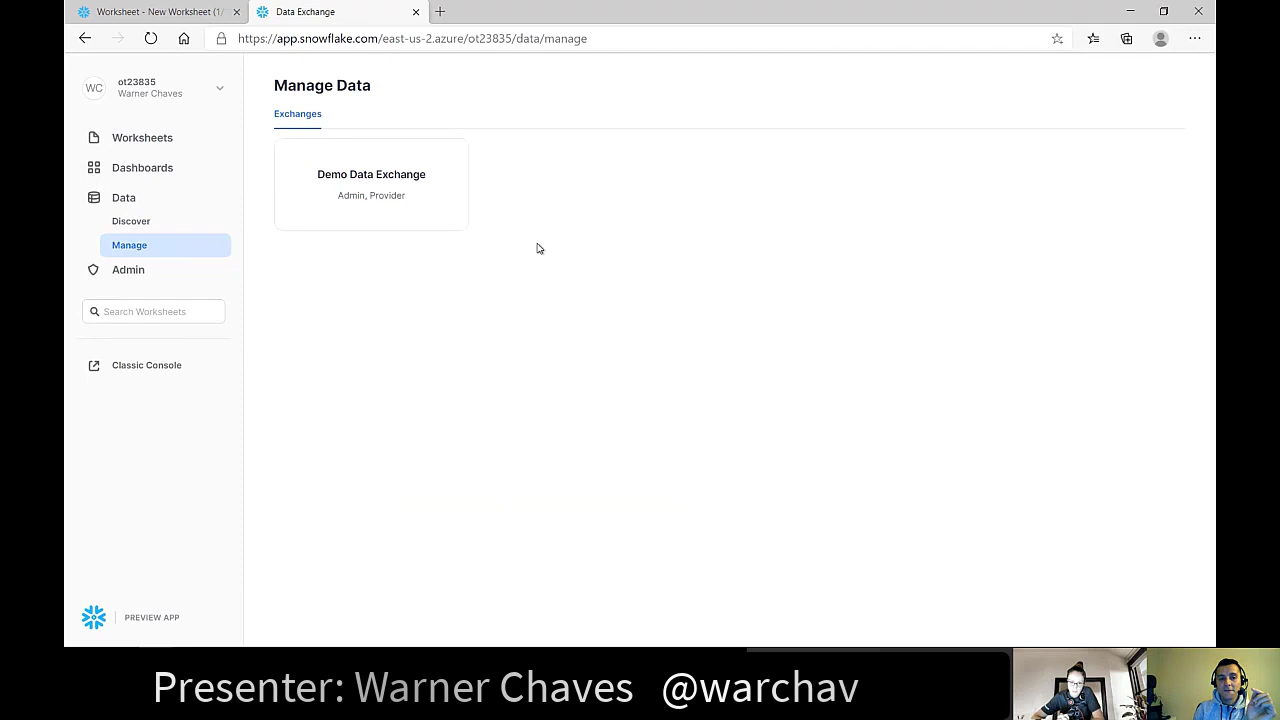 Worksheet - New Worksheet (1/
Data Exchange
https://app.snowflake.com/east-us-2.azure/ot23835/data/manage
WC
ot23835
Warner Chaves
Worksheets
Dashboards
Data
Discover
Manage
Admin
Search Worksheets
Classic Console
PREVIEW APP
Manage Data
Exchanges
Demo Data Exchange
Admin, Provider
Presenter: Warner Chaves @warchav